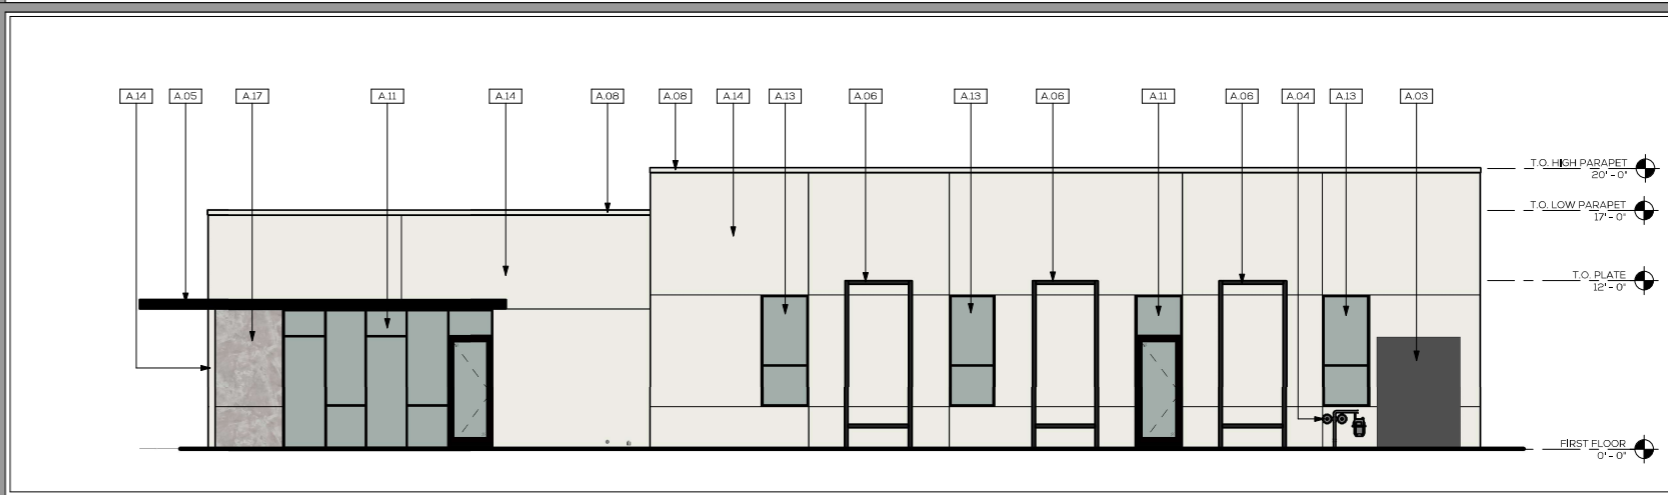 A.14 A.05 A.17 A.11 A.14 A.08 A.08 A.14 A.13 A.06 A.13 A.06 A.11 A.06 A.04 A.13 A.03
T.O. HIGH PARAPET
20' - 0"
T.O. LOW PARAPET
17' - 0"
T.O. PLATE
12' - 0"
FIRST FLOOR
0' - 0"